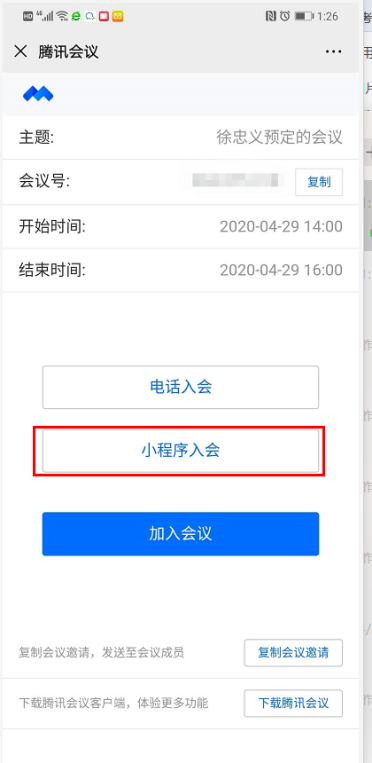 HD 4G 1:26
腾讯会议
主题: 徐忠义预定的会议
会议号: 复制
开始时间: 2020-04-29 14:00
结束时间: 2020-04-29 16:00
电话入会
小程序入会
加入会议
复制会议邀请，发送至会议成员 复制会议邀请
下载腾讯会议客户端，体验更多功能 下载腾讯会议